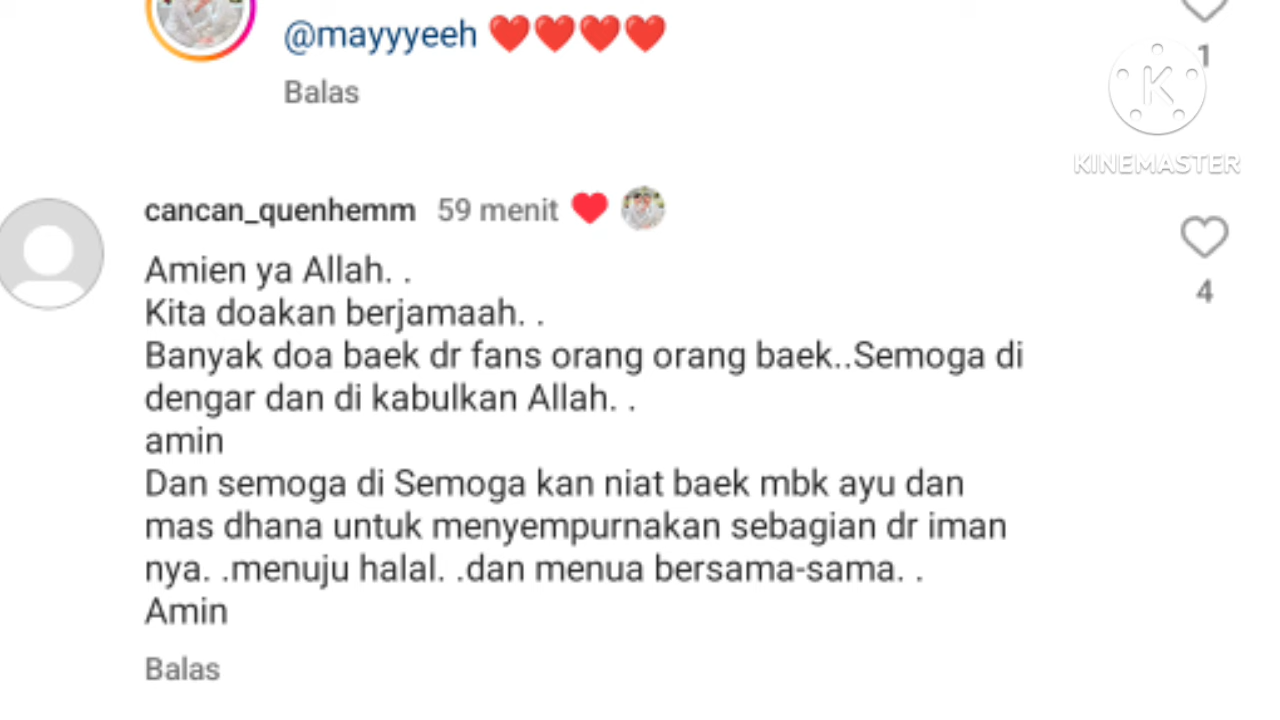 @mayyyeeh ❤️❤️❤️❤️
1
Balas
K
KINEMASTER
cancan_quenhemm 59 menit ❤️
Amien ya Allah. .
Kita doakan berjamaah. .
Banyak doa baek dr fans orang orang baek..Semoga di
dengar dan di kabulkan Allah. .
amin
Dan semoga di Semoga kan niat baek mbk ayu dan
mas dhana untuk menyempurnakan sebagian dr iman
nya. .menuju halal. .dan menua bersama-sama. .
Amin
4
Balas